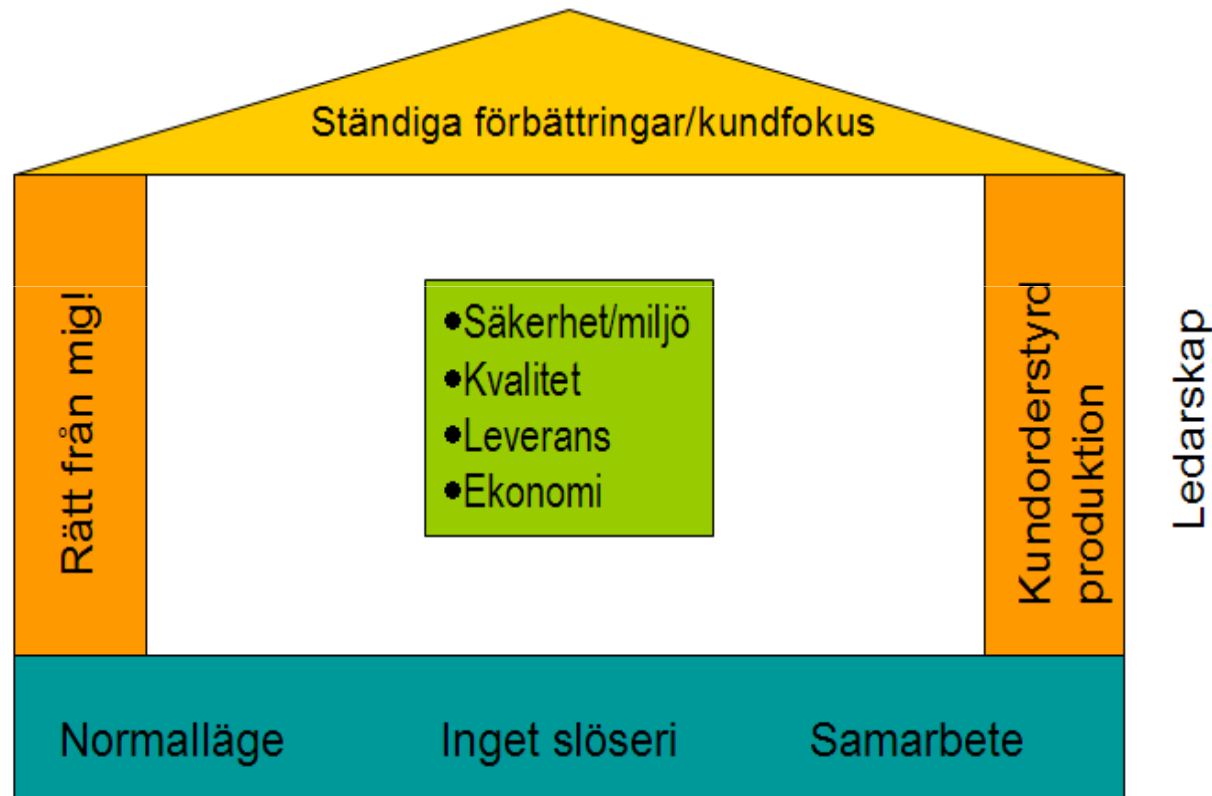 Ständiga förbättringar/kundfokus
Rätt från mig!
•Säkerhet/miljö
•Kvalitet
•Leverans
•Ekonomi
Kundorderstyrd
produktion
Ledarskap
Normalläge Inget slöseri Samarbete